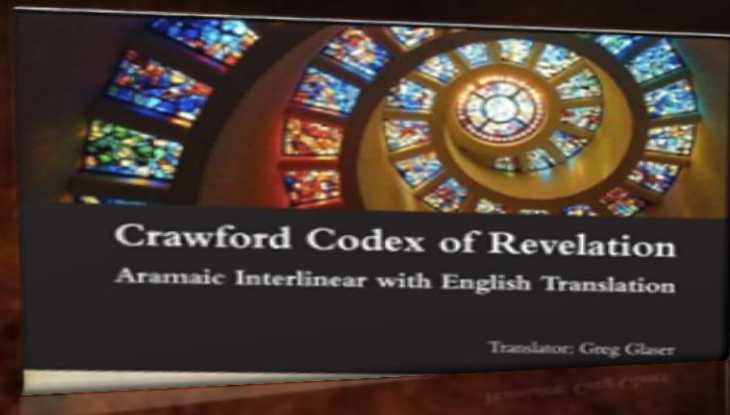 Crawford Codex of Revelation
Aramaic Interlinear with English Translation
Translator: Greg Glaser